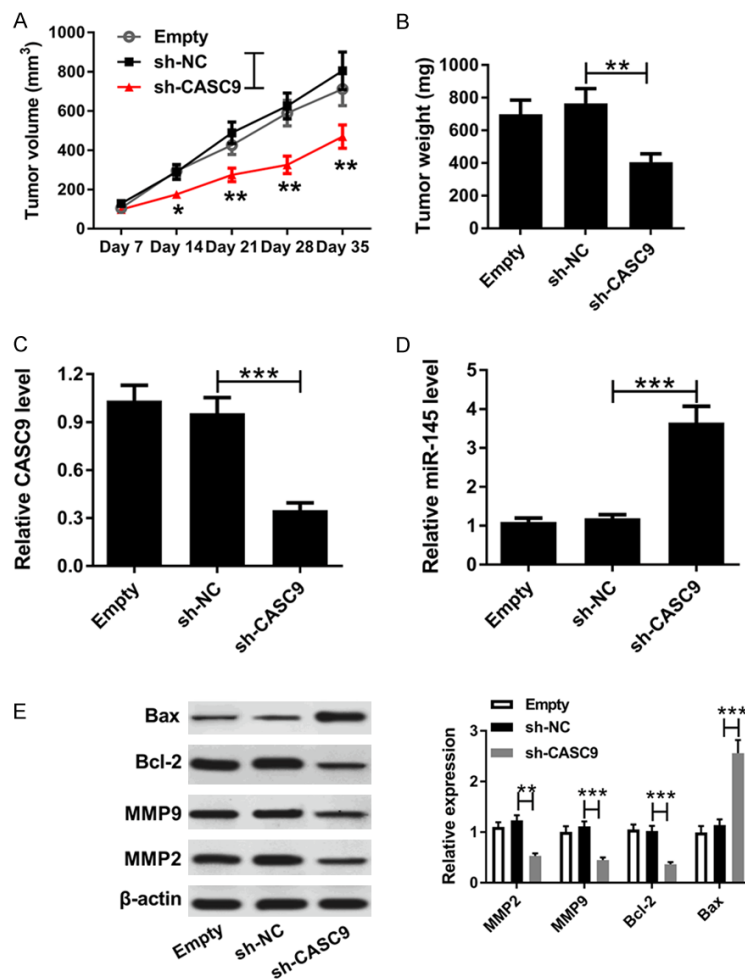 A
Tumor volume (mm³)
1000
800
600
400
200
0
Empty
sh-NC
sh-CASC9
*
**
**
**
Day 7 Day 14 Day 21 Day 28 Day 35
B
Tumor weight (mg)
1000
800
600
400
200
0
**
Empty
sh-NC
sh-CASC9
C
Relative CASC9 level
1.2
0.9
0.6
0.3
0.0
***
Empty
sh-NC
sh-CASC9
D
Relative miR-145 level
5
4
3
2
1
0
***
Empty
sh-NC
sh-CASC9
E
Bax
Bcl-2
MMP9
MMP2
β-actin
Empty
sh-NC
sh-CASC9
Relative expression
3
2
1
0
Empty
sh-NC
sh-CASC9
**
***
***
***
MMP2
MMP9
Bcl-2
Bax